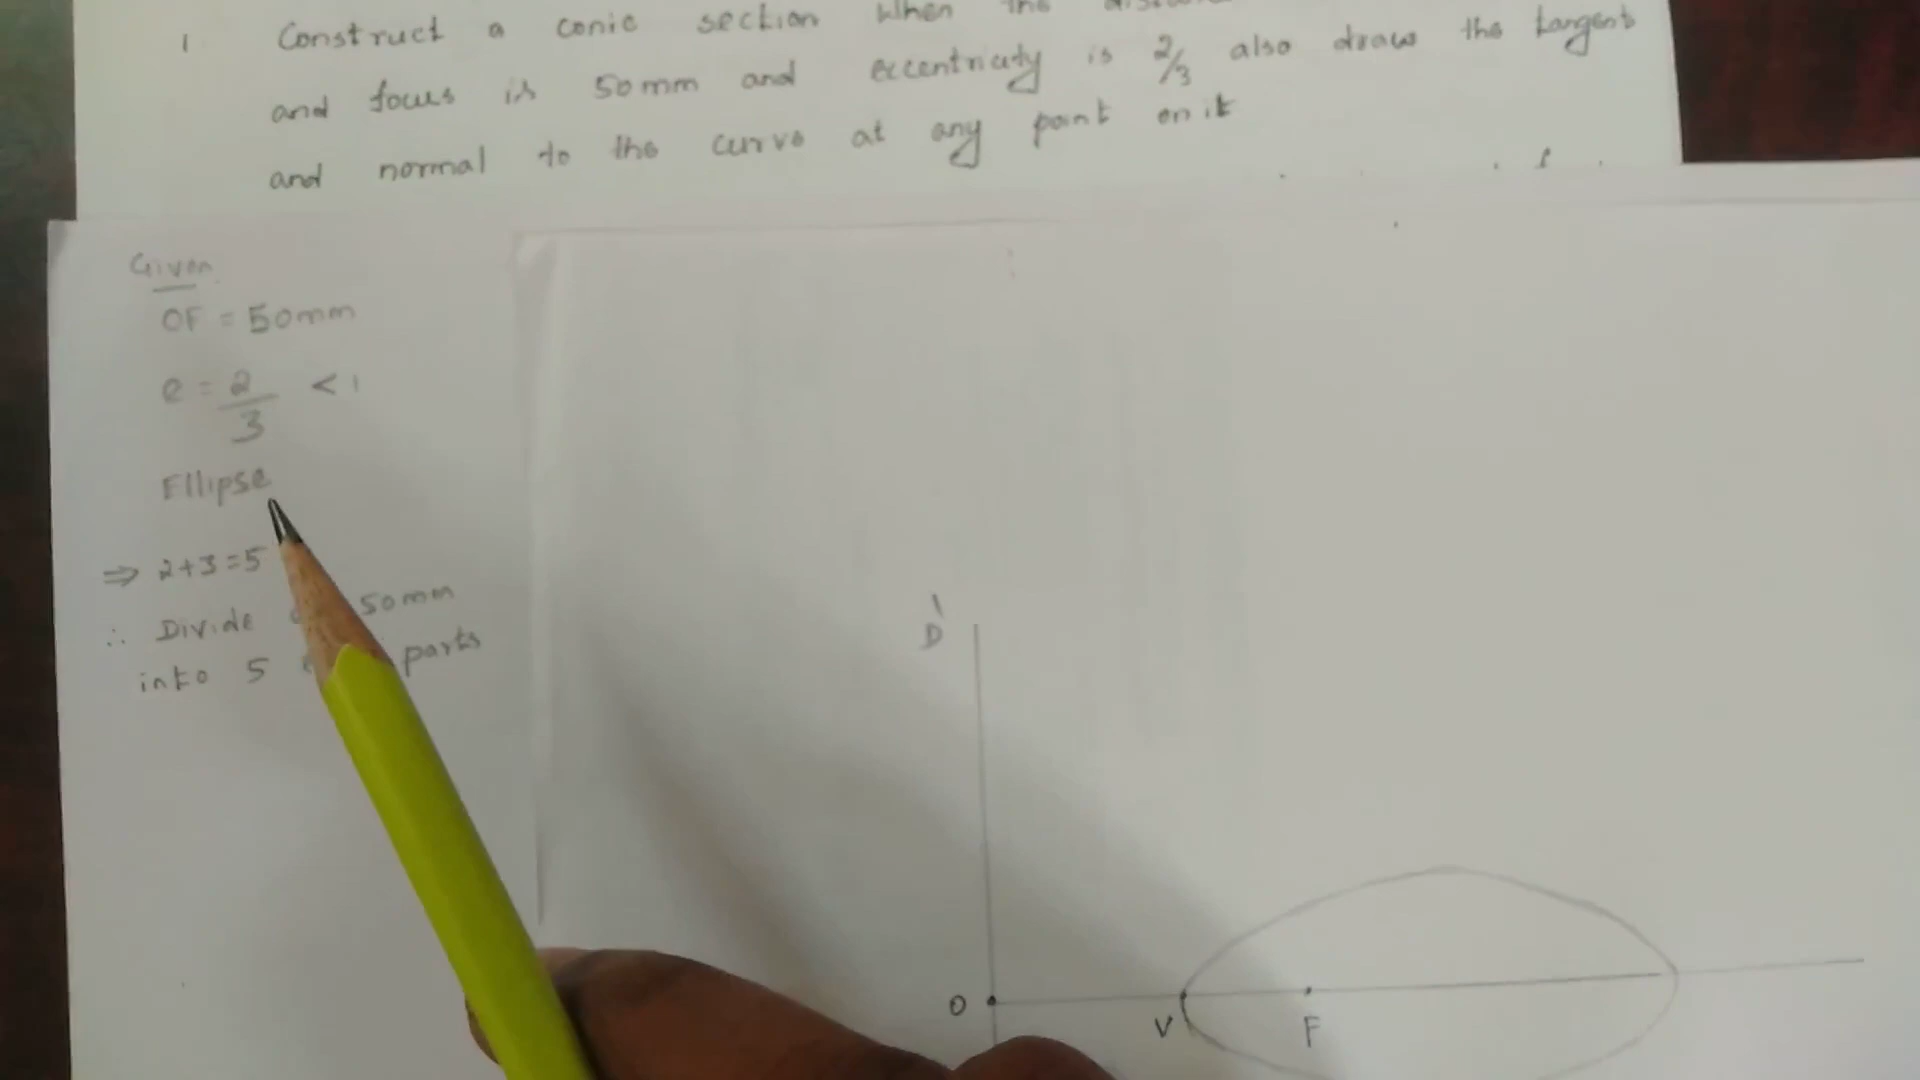 1 Construct a conic section when the
and focus is 50mm and eccentricity is 2/3 also draw the tangent
and normal to the curve at any point on it
Given
OF = 50mm
e = 2/3 < 1
Ellipse
⇒ 2+3=5
∴ Divide 50mm
into 5 parts
D'
O
V
F